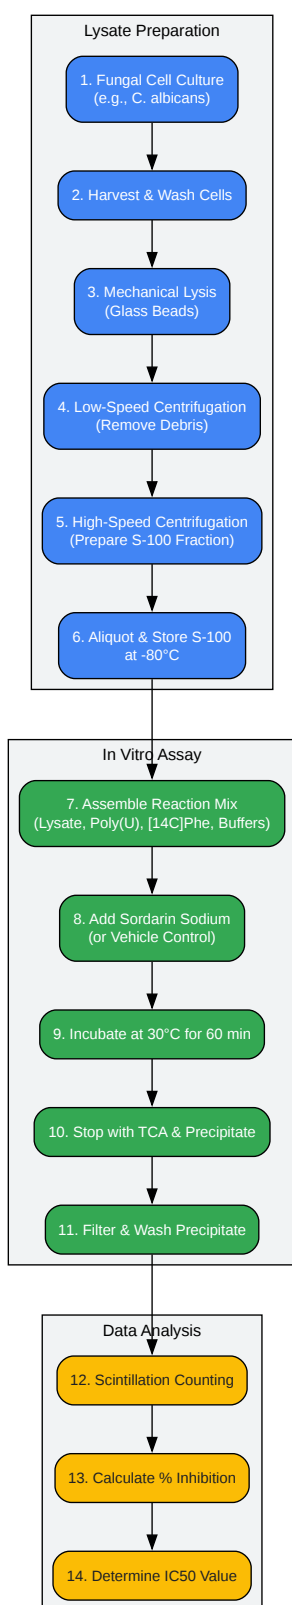 Lysate Preparation
1. Fungal Cell Culture
(e.g., C. albicans)
2. Harvest & Wash Cells
3. Mechanical Lysis
(Glass Beads)
4. Low-Speed Centrifugation
(Remove Debris)
5. High-Speed Centrifugation
(Prepare S-100 Fraction)
6. Aliquot & Store S-100
at -80°C
In Vitro Assay
7. Assemble Reaction Mix
(Lysate, Poly(U), [14C]Phe, Buffers)
8. Add Sordarin Sodium
(or Vehicle Control)
9. Incubate at 30°C for 60 min
10. Stop with TCA & Precipitate
11. Filter & Wash Precipitate
Data Analysis
12. Scintillation Counting
13. Calculate % Inhibition
14. Determine IC50 Value